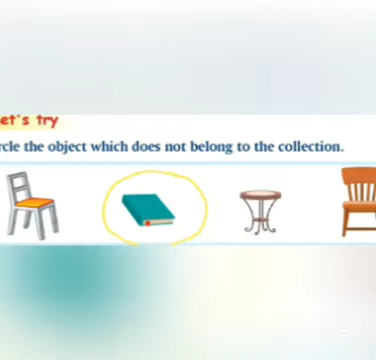 et's try
rcle the object which does not belong to the collection.